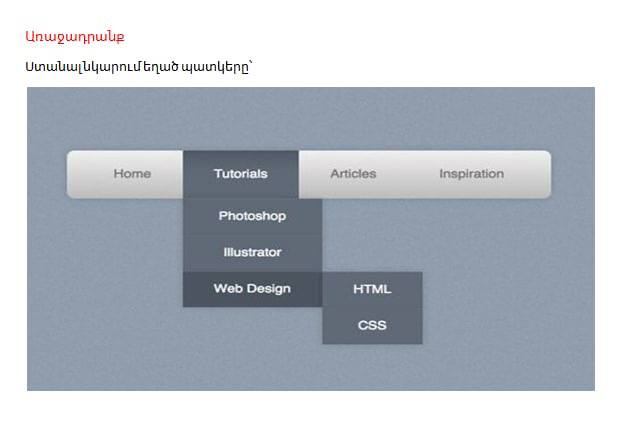 Առաջադրանք
Ստանալ նկարում եղած պատկերը՝
Home Tutorials Articles Inspiration
Photoshop
Illustrator
Web Design HTML
CSS